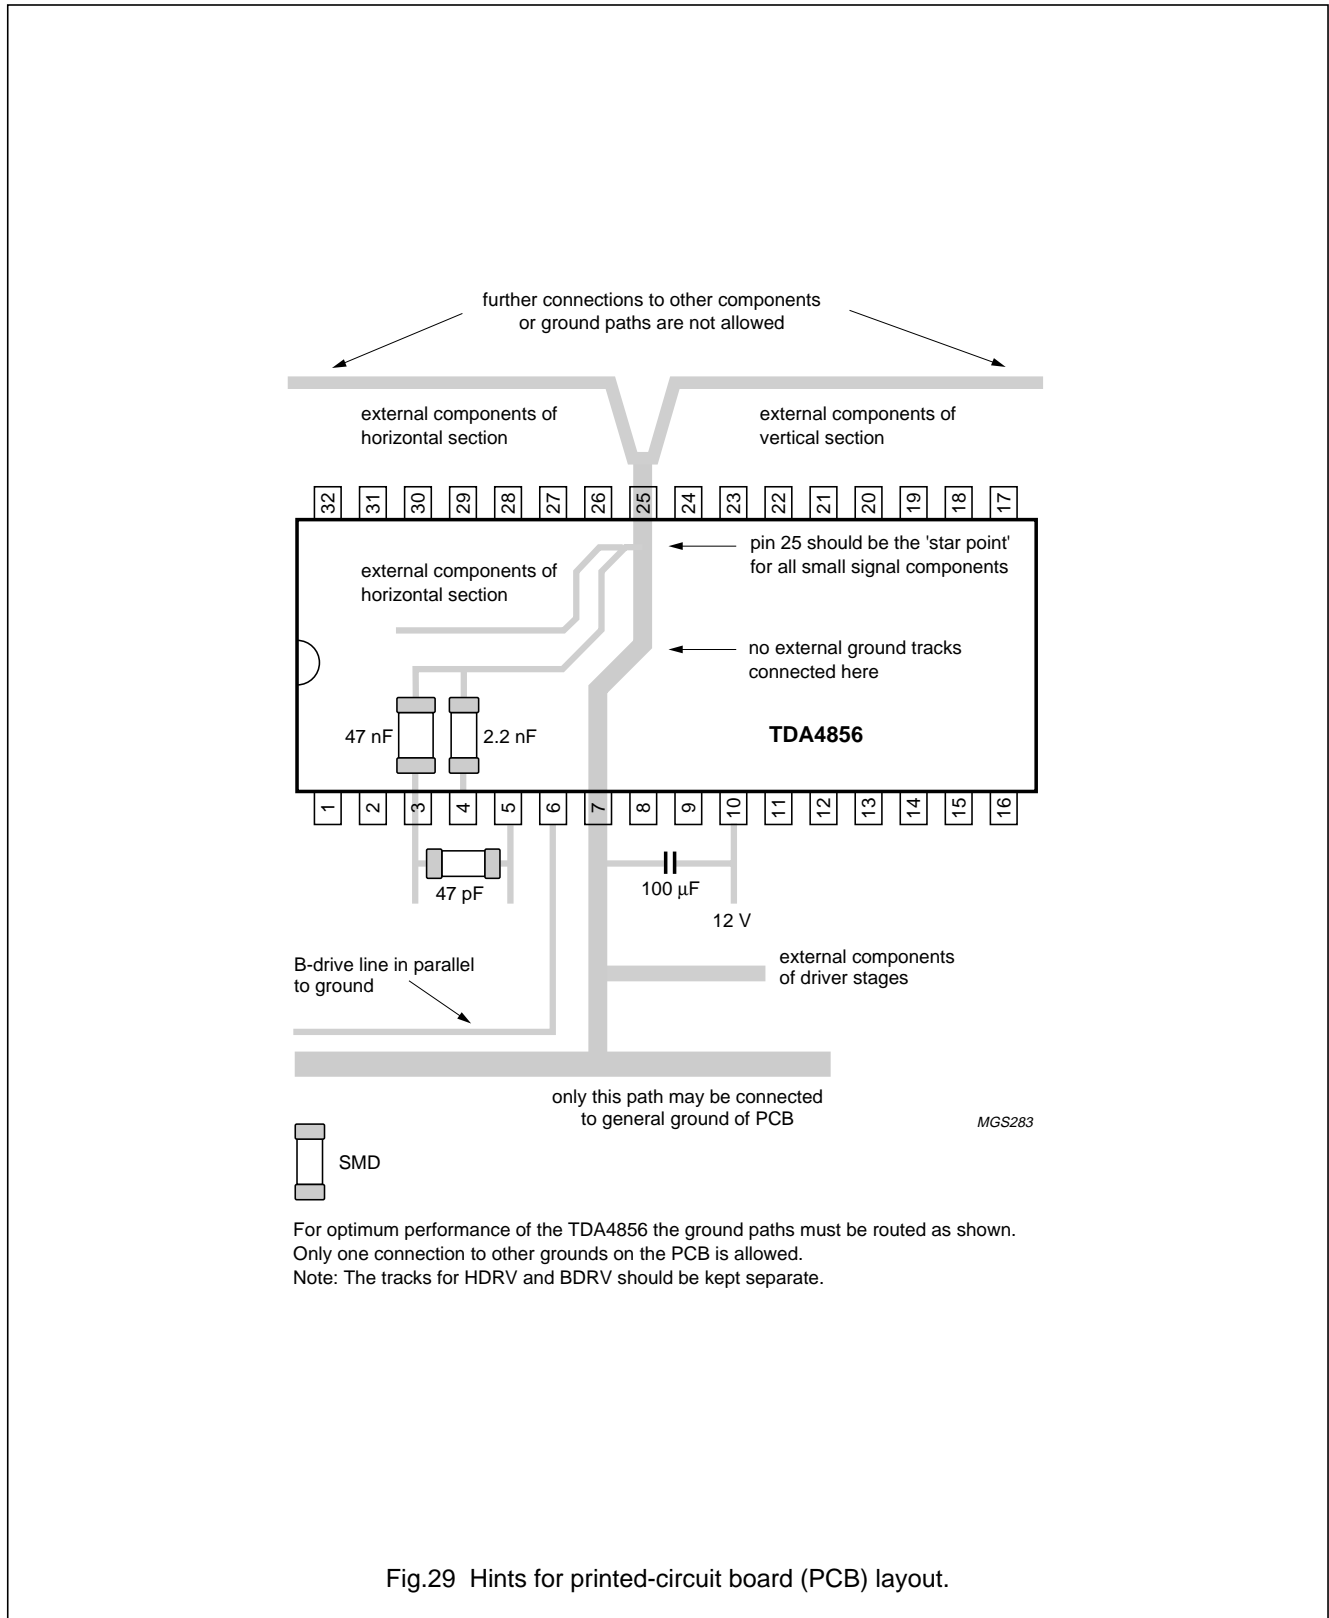 further connections to other components
or ground paths are not allowed
external components of
horizontal section
external components of
vertical section
32 31 30 29 28 27 26 25 24 23 22 21 20 19 18 17
pin 25 should be the 'star point'
for all small signal components
external components of
horizontal section
no external ground tracks
connected here
47 nF
2.2 nF
TDA4856
1 2 3 4 5 6 7 8 9 10 11 12 13 14 15 16
47 pF
100 μF
12 V
B-drive line in parallel
to ground
external components
of driver stages
only this path may be connected
to general ground of PCB
MGS283
SMD
For optimum performance of the TDA4856 the ground paths must be routed as shown.
Only one connection to other grounds on the PCB is allowed.
Note: The tracks for HDRV and BDRV should be kept separate.
Fig.29 Hints for printed-circuit board (PCB) layout.